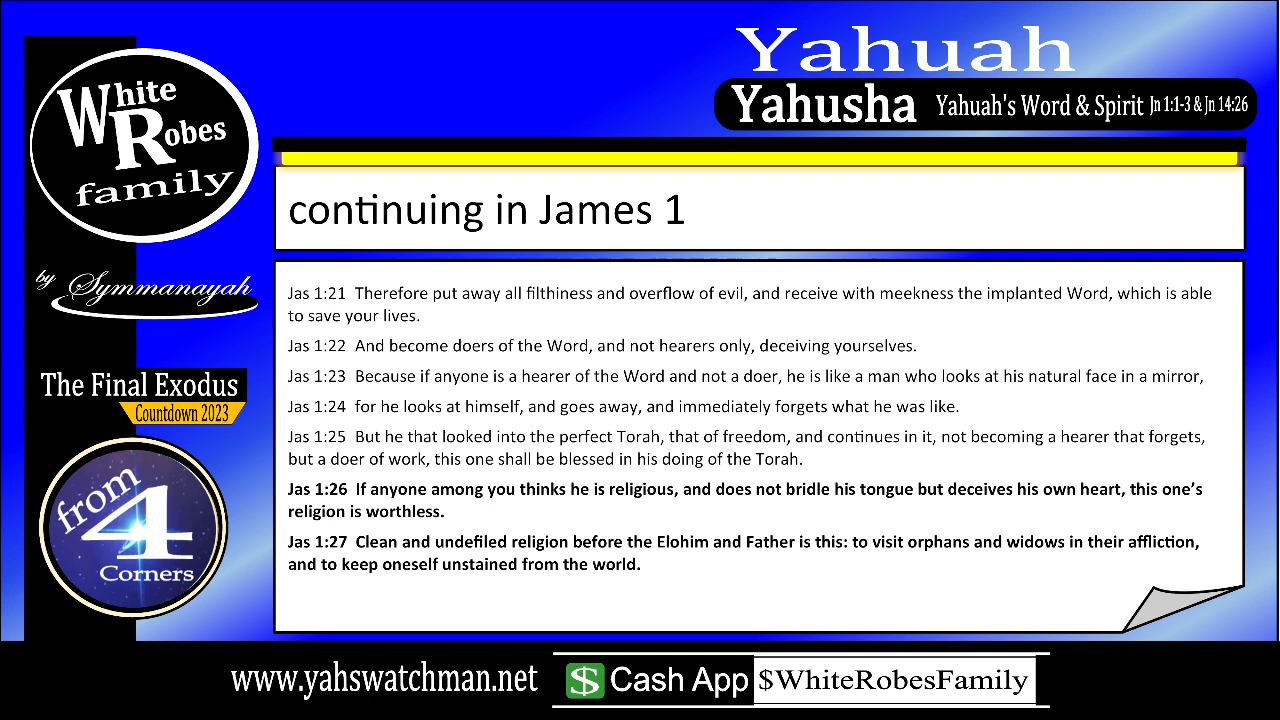 White
Robes
family
by Symmanayah
The Final Exodus
Countdown 2023
from
4
Corners
Yahuah
Yahusha Yahuah's Word & Spirit Jn 1:1-3 & Jn 14:26
continuing in James 1
Jas 1:21 Therefore put away all filthiness and overflow of evil, and receive with meekness the implanted Word, which is able
to save your lives.
Jas 1:22 And become doers of the Word, and not hearers only, deceiving yourselves.
Jas 1:23 Because if anyone is a hearer of the Word and not a doer, he is like a man who looks at his natural face in a mirror,
Jas 1:24 for he looks at himself, and goes away, and immediately forgets what he was like.
Jas 1:25 But he that looked into the perfect Torah, that of freedom, and continues in it, not becoming a hearer that forgets,
but a doer of work, this one shall be blessed in his doing of the Torah.
Jas 1:26 If anyone among you thinks he is religious, and does not bridle his tongue but deceives his own heart, this one’s
religion is worthless.
Jas 1:27 Clean and undefiled religion before the Elohim and Father is this: to visit orphans and widows in their affliction,
and to keep oneself unstained from the world.
www.yahswatchman.net $ Cash App $WhiteRobesFamily